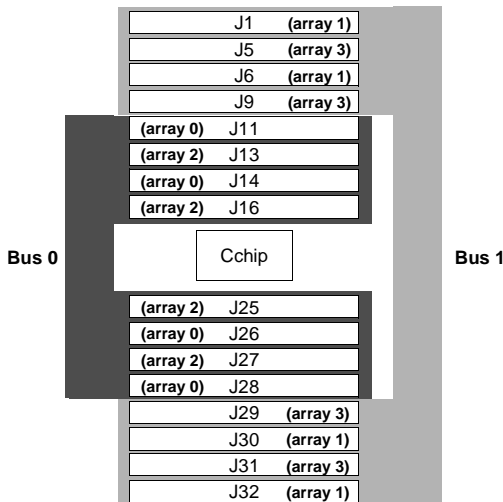 J1 (array 1)
J5 (array 3)
J6 (array 1)
J9 (array 3)
(array 0) J11
(array 2) J13
(array 0) J14
(array 2) J16
Bus 0
Cchip
Bus 1
(array 2) J25
(array 0) J26
(array 2) J27
(array 0) J28
J29 (array 3)
J30 (array 1)
J31 (array 3)
J32 (array 1)